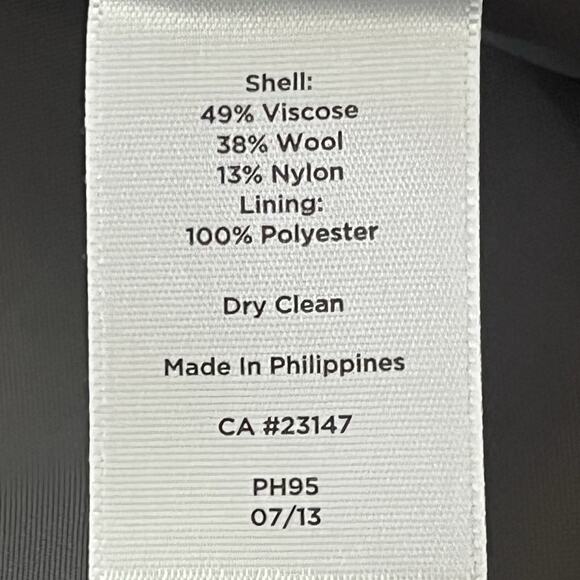 Shell:
49% Viscose
38% Wool
13% Nylon
Lining:
100% Polyester
Dry Clean
Made In Philippines
CA #23147
PH95
07/13